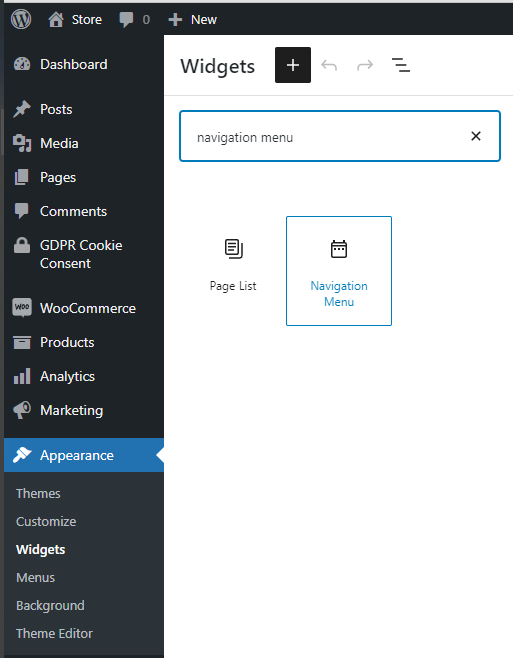 Store
0
New
Dashboard
Posts
Media
Pages
Comments
GDPR Cookie
Consent
WOO
WooCommerce
Products
Analytics
Marketing
Appearance
Themes
Customize
Widgets
Menus
Background
Theme Editor
Widgets
navigation menu
Page List
Navigation
Menu